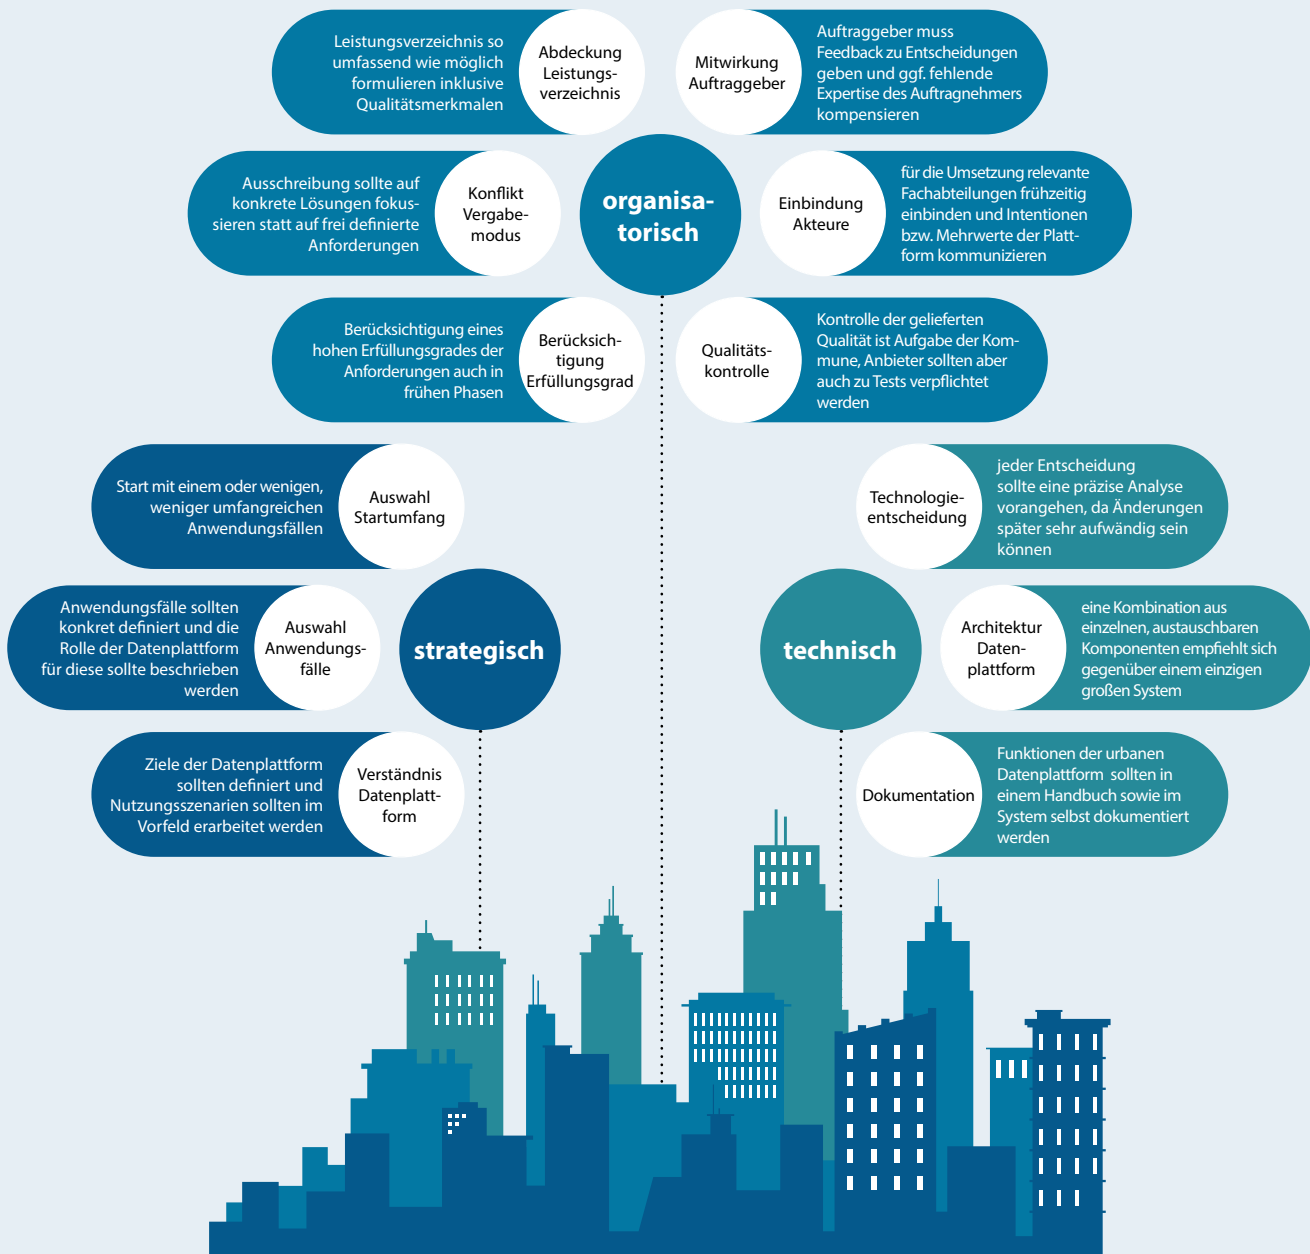 Leistungsverzeichnis so
umfassend wie möglich
formulieren inklusive
Qualitätsmerkmalen
Abdeckung
Leistungs-
verzeichnis
Mitwirkung
Auftraggeber
Auftraggeber muss
Feedback zu Entscheidungen
geben und ggf. fehlende
Expertise des Auftragnehmers
kompensieren
Ausschreibung sollte auf
konkrete Lösungen fokus-
sieren statt auf frei definierte
Anforderungen
Konflikt
Vergabe-
modus
organisa-
torisch
Einbindung
Akteure
für die Umsetzung relevante
Fachabteilungen frühzeitig
einbinden und Intentionen
bzw. Mehrwerte der Platt-
form kommunizieren
Berücksichtigung eines
hohen Erfüllungsgrades der
Anforderungen auch in
frühen Phasen
Berücksich-
tigung
Erfüllungsgrad
Qualitäts-
kontrolle
Kontrolle der gelieferten
Qualität ist Aufgabe der Kom-
mune, Anbieter sollten aber
auch zu Tests verpflichtet
werden
Start mit einem oder wenigen,
weniger umfangreichen
Anwendungsfällen
Auswahl
Startumfang
Technologie-
entscheidung
jeder Entscheidung
sollte eine präzise Analyse
vorangehen, da Änderungen
später sehr aufwändig sein
können
Anwendungsfälle sollten
konkret definiert und die
Rolle der Datenplattform
für diese sollte beschrieben
werden
Auswahl
Anwendungs-
fälle
strategisch
technisch
Architektur
Daten-
plattform
eine Kombination aus
einzelnen, austauschbaren
Komponenten empfiehlt sich
gegenüber einem einzigen
großen System
Ziele der Datenplattform
sollten definiert und
Nutzungsszenarien sollten im
Vorfeld erarbeitet werden
Verständnis
Datenplatt-
form
Dokumentation
Funktionen der urbanen
Datenplattform sollten in
einem Handbuch sowie im
System selbst dokumentiert
werden